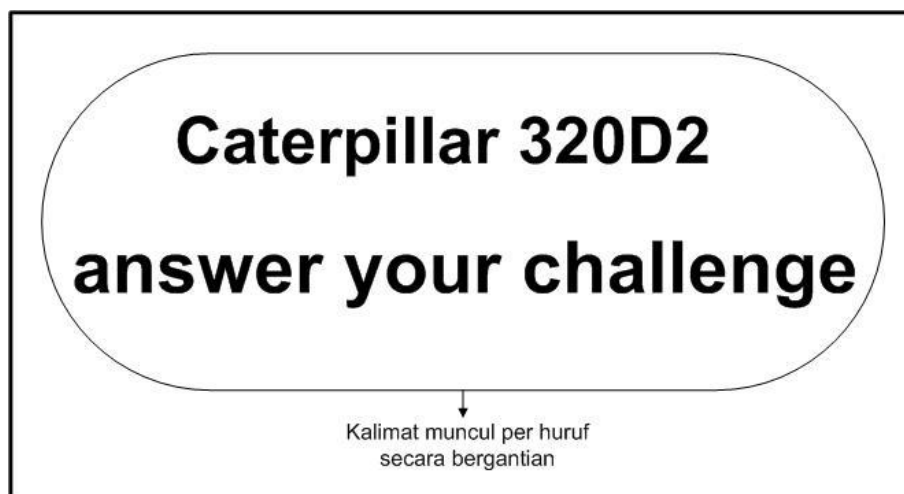 Caterpillar 320D2
answer your challenge
Kalimat muncul per huruf
secara bergantian